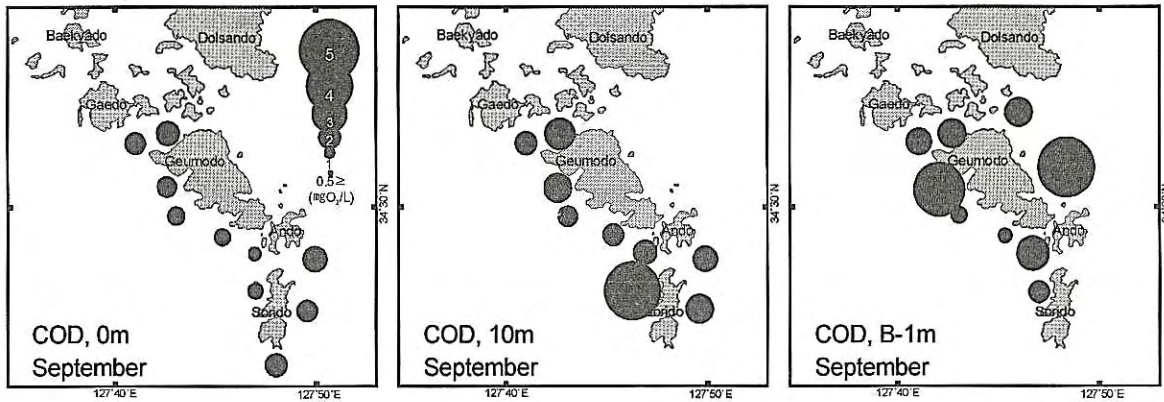 Baekyado
Dolsando
Gaedo
Geumodo
Ando
Sorido
5
4
3
2
1
0.5≥
(mgO₂/L)
COD, 0m
September
127°40´E
127°50´E
34°30´N
Baekyado
Dolsando
Gaedo
Geumodo
Ando
Sorido
COD, 10m
September
127°40´E
127°50´E
34°30´N
Baekyado
Dolsando
Gaedo
Geumodo
Ando
Sorido
COD, B-1m
September
127°40´E
127°50´E